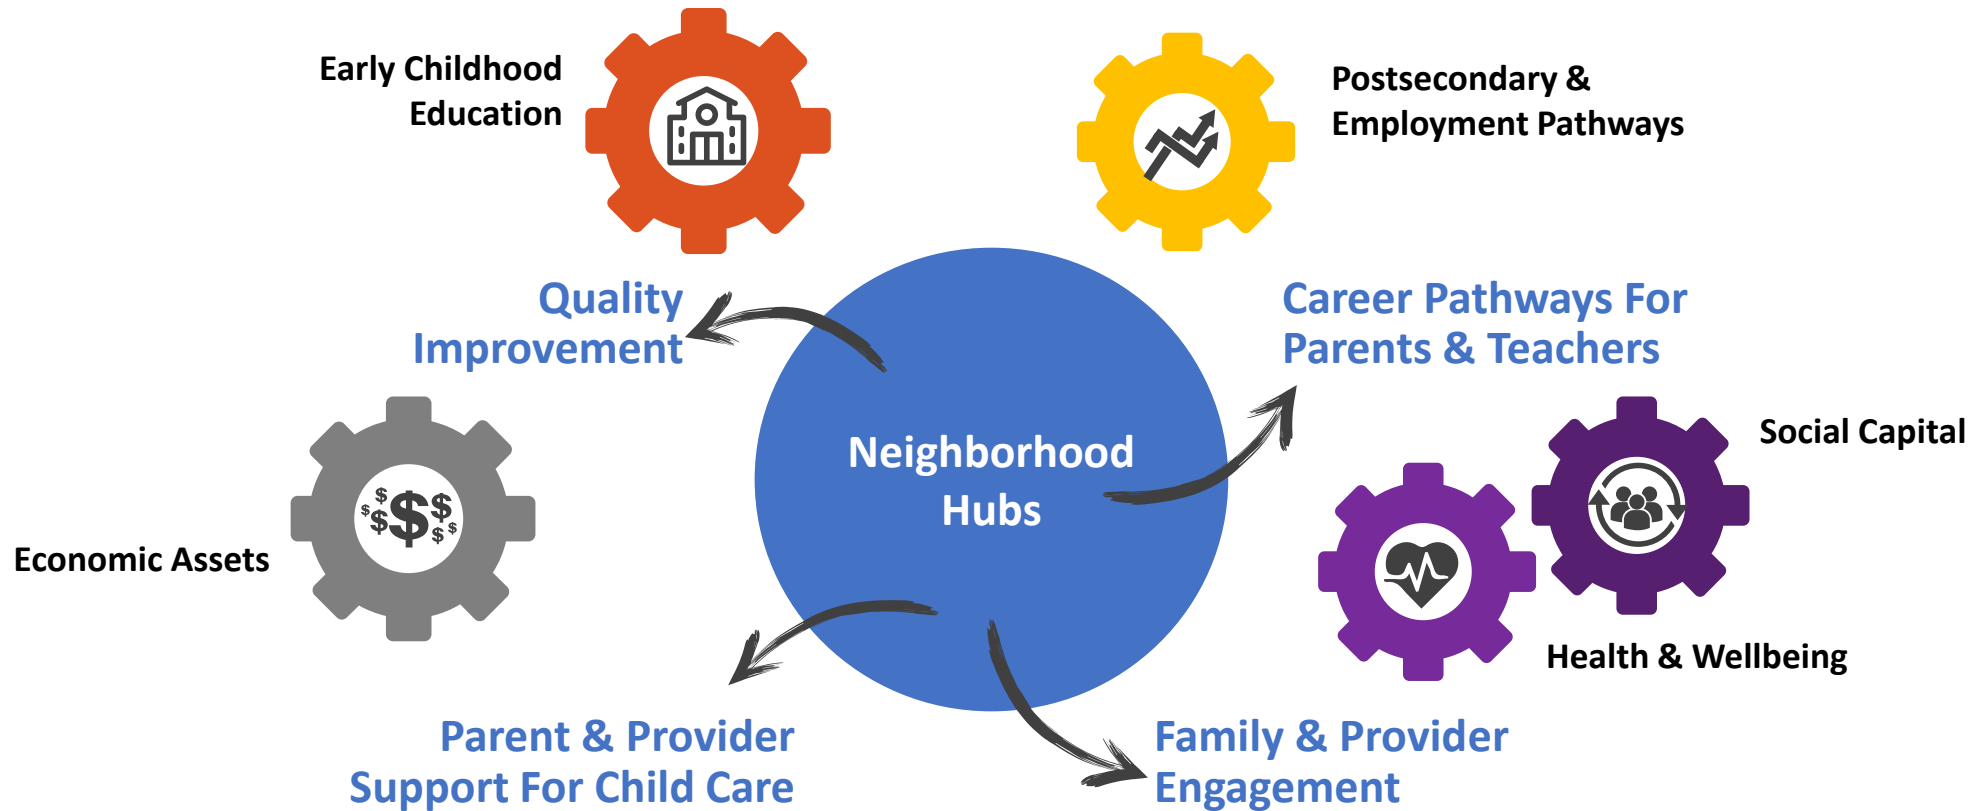 Early Childhood
Education
Postsecondary &
Employment Pathways
Quality
Improvement
Career Pathways For
Parents & Teachers
Neighborhood
Hubs
Social Capital
Economic Assets
$ $ $ $ $ $ $ $
Health & Wellbeing
Parent & Provider
Support For Child Care
Family & Provider
Engagement